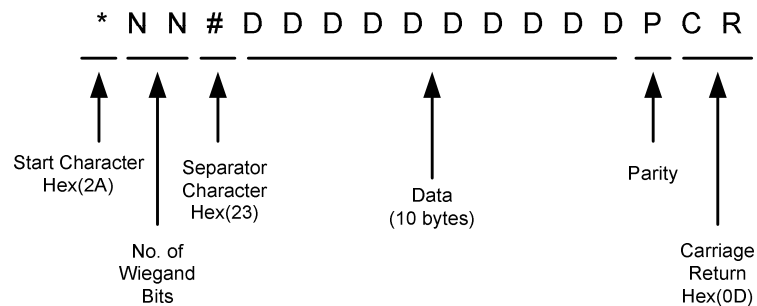 * N N # D D D D D D D D D D P C R
Start Character
Hex(2A)
No. of
Wiegand
Bits
Separator
Character
Hex(23)
Data
(10 bytes)
Parity
Carriage
Return
Hex(0D)